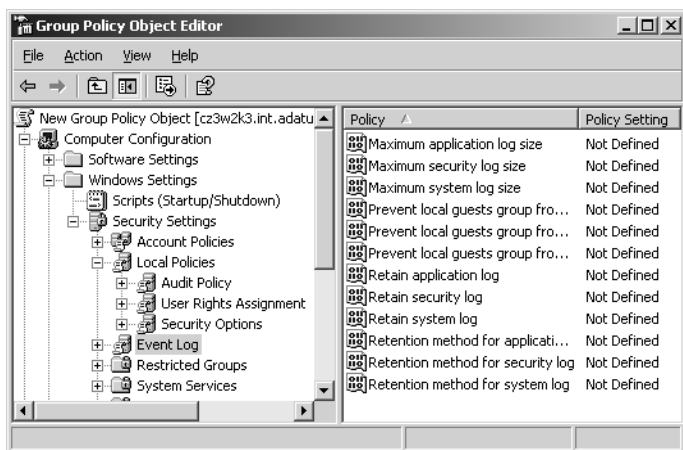 Group Policy Object Editor
File Action View Help
New Group Policy Object [cz3w2k3.int.adatu
Computer Configuration
Software Settings
Windows Settings
Scripts (Startup/Shutdown)
Security Settings
Account Policies
Local Policies
Audit Policy
User Rights Assignment
Security Options
Event Log
Restricted Groups
System Services
Policy Policy Setting
Maximum application log size Not Defined
Maximum security log size Not Defined
Maximum system log size Not Defined
Prevent local guests group fro... Not Defined
Prevent local guests group fro... Not Defined
Prevent local guests group fro... Not Defined
Retain application log Not Defined
Retain security log Not Defined
Retain system log Not Defined
Retention method for applicati... Not Defined
Retention method for security log Not Defined
Retention method for system log Not Defined